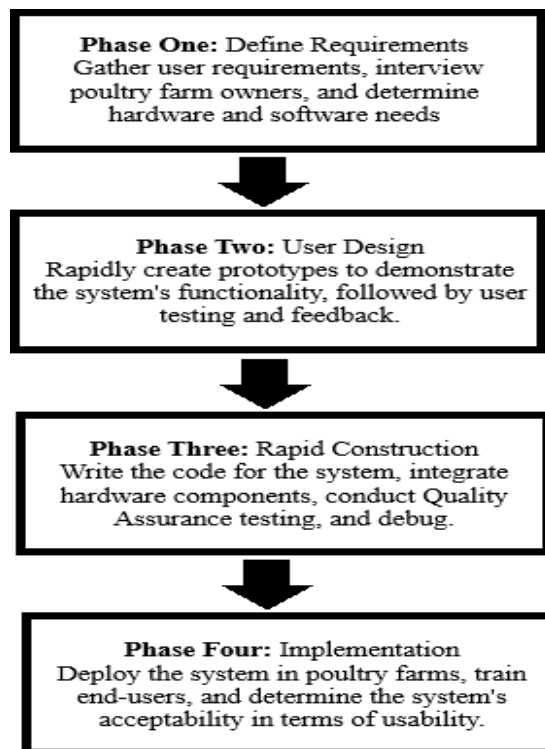 Phase One: Define Requirements
Gather user requirements, interview
poultry farm owners, and determine
hardware and software needs
Phase Two: User Design
Rapidly create prototypes to demonstrate
the system's functionality, followed by user
testing and feedback.
Phase Three: Rapid Construction
Write the code for the system, integrate
hardware components, conduct Quality
Assurance testing, and debug.
Phase Four: Implementation
Deploy the system in poultry farms, train
end-users, and determine the system's
acceptability in terms of usability.